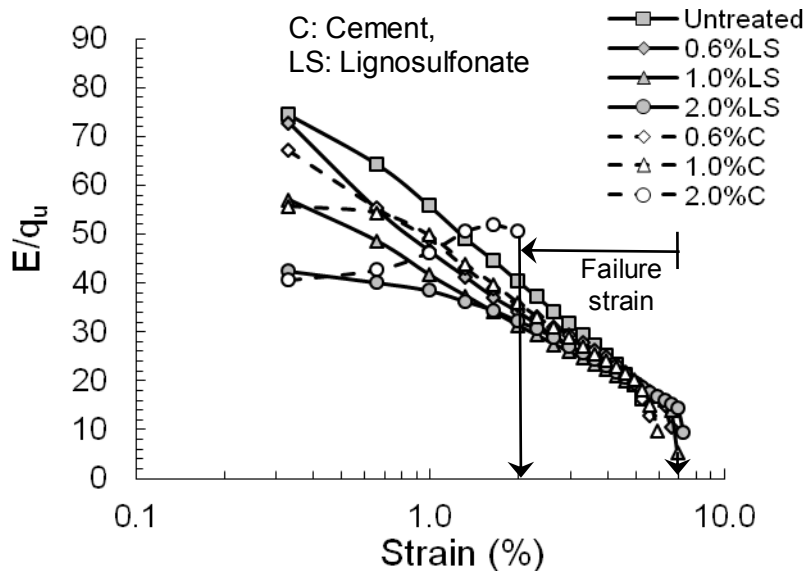 C: Cement,
LS: Lignosulfonate
Untreated
0.6%LS
1.0%LS
2.0%LS
0.6%C
1.0%C
2.0%C
Failure
strain
E/qu
90
80
70
60
50
40
30
20
10
0
0.1
1.0
10.0
Strain (%)